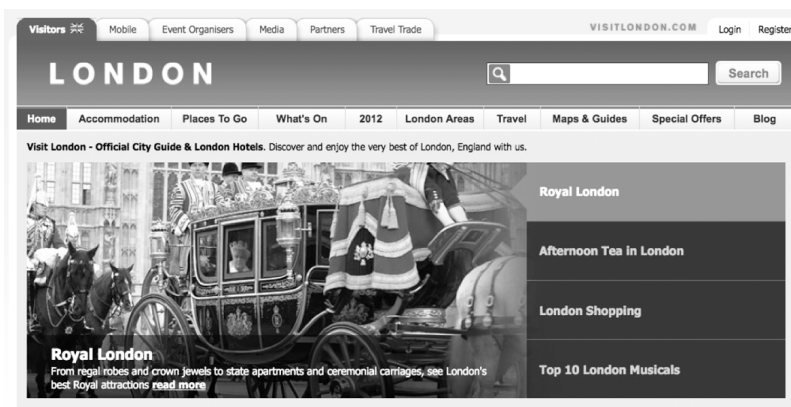 Visitors Mobile Event Organisers Media Partners Travel Trade VISITLONDON.COM Login Register
LONDON Search
Home Accommodation Places To Go What's On 2012 London Areas Travel Maps & Guides Special Offers Blog
Visit London - Official City Guide & London Hotels. Discover and enjoy the very best of London, England with us.
Royal London
Afternoon Tea in London
London Shopping
Top 10 London Musicals
Royal London
From regal robes and crown jewels to state apartments and ceremonial carriages, see London's
best Royal attractions read more